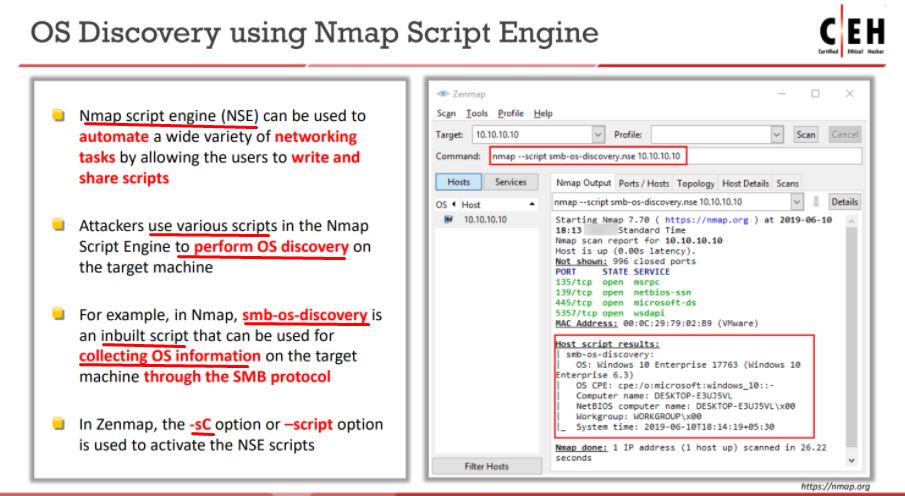 OS Discovery using Nmap Script Engine
C|EH
Certified Ethical Hacker
Nmap script engine (NSE) can be used to
automate a wide variety of networking
tasks by allowing the users to write and
share scripts
Attackers use various scripts in the Nmap
Script Engine to perform OS discovery on
the target machine
For example, in Nmap, smb-os-discovery is
an inbuilt script that can be used for
collecting OS information on the target
machine through the SMB protocol
In Zenmap, the -sC option or –script option
is used to activate the NSE scripts
Zenmap
Scan Tools Profile Help
Target: 10.10.10.10 Profile: Scan Cancel
Command: nmap --script smb-os-discovery.nse 10.10.10.10
Hosts Services
OS Host
10.10.10.10
Filter Hosts
Nmap Output Ports / Hosts Topology Host Details Scans
nmap --script smb-os-discovery.nse 10.10.10.10 Details
Starting Nmap 7.70 ( https://nmap.org ) at 2019-06-10
18:13 Standard Time
Nmap scan report for 10.10.10.10
Host is up (0.00s latency).
Not shown: 996 closed ports
PORT STATE SERVICE
135/tcp open msrpc
139/tcp open netbios-ssn
445/tcp open microsoft-ds
5357/tcp open wsdapi
MAC Address: 00:0C:29:79:02:B9 (VMware)
Host script results:
| smb-os-discovery:
| OS: Windows 10 Enterprise 17763 (Windows 10
Enterprise 6.3)
| OS CPE: cpe:/o:microsoft:windows_10::-
| Computer name: DESKTOP-E3UJ5VL
| NetBIOS computer name: DESKTOP-E3UJ5VL\x00
| Workgroup: WORKGROUP\x00
|_ System time: 2019-06-10T18:14:19+05:30
Nmap done: 1 IP address (1 host up) scanned in 26.22
seconds
https://nmap.org